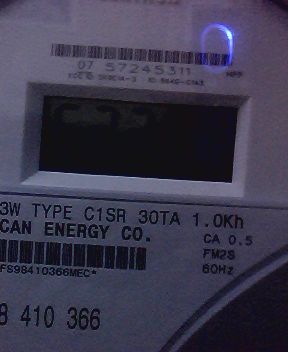 07 57245311
3W TYPE C1SR 30TA 1.0Kh
CAN ENERGY CO.
CA 0.5
FM2S
60Hz
FS98410366MEC*
8 410 366